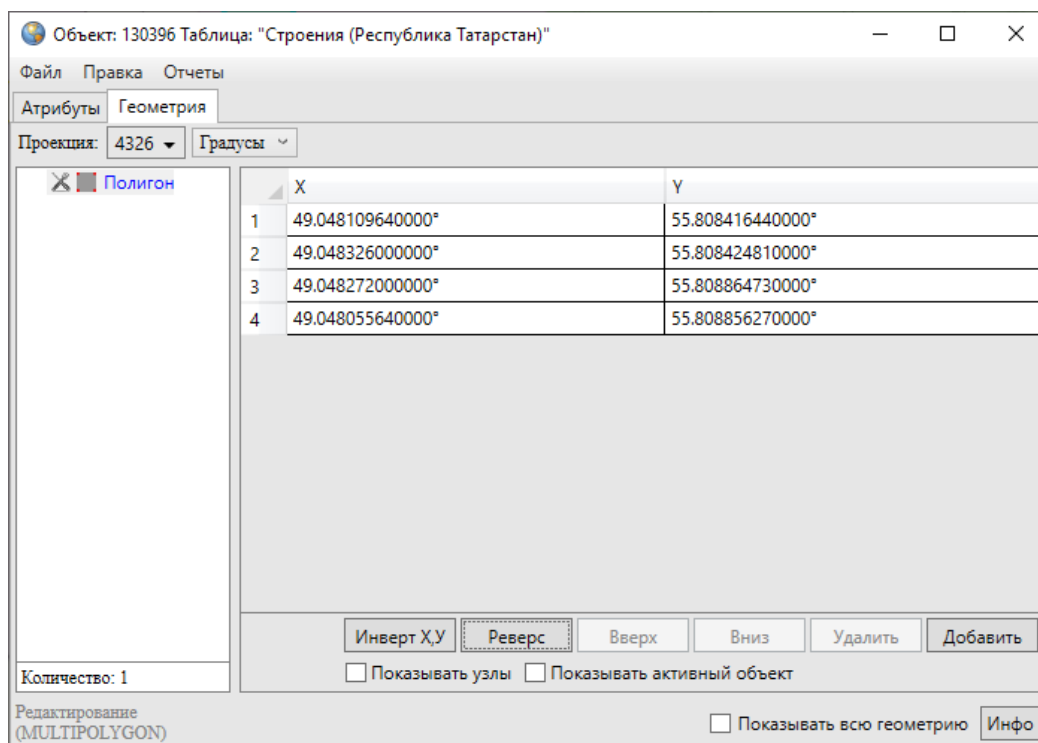 Объект: 130396 Таблица: "Строения (Республика Татарстан)"
Файл Правка Отчеты
Атрибуты Геометрия
Проекция: 4326 Градусы
Полигон
X Y
1 49.048109640000° 55.808416440000°
2 49.048326000000° 55.808424810000°
3 49.048272000000° 55.808864730000°
4 49.048055640000° 55.808856270000°
Инверт X,У Реверс Вверх Вниз Удалить Добавить
Показывать узлы Показывать активный объект
Количество: 1
Редактирование
(MULTIPOLYGON)
Показывать всю геометрию Инфо